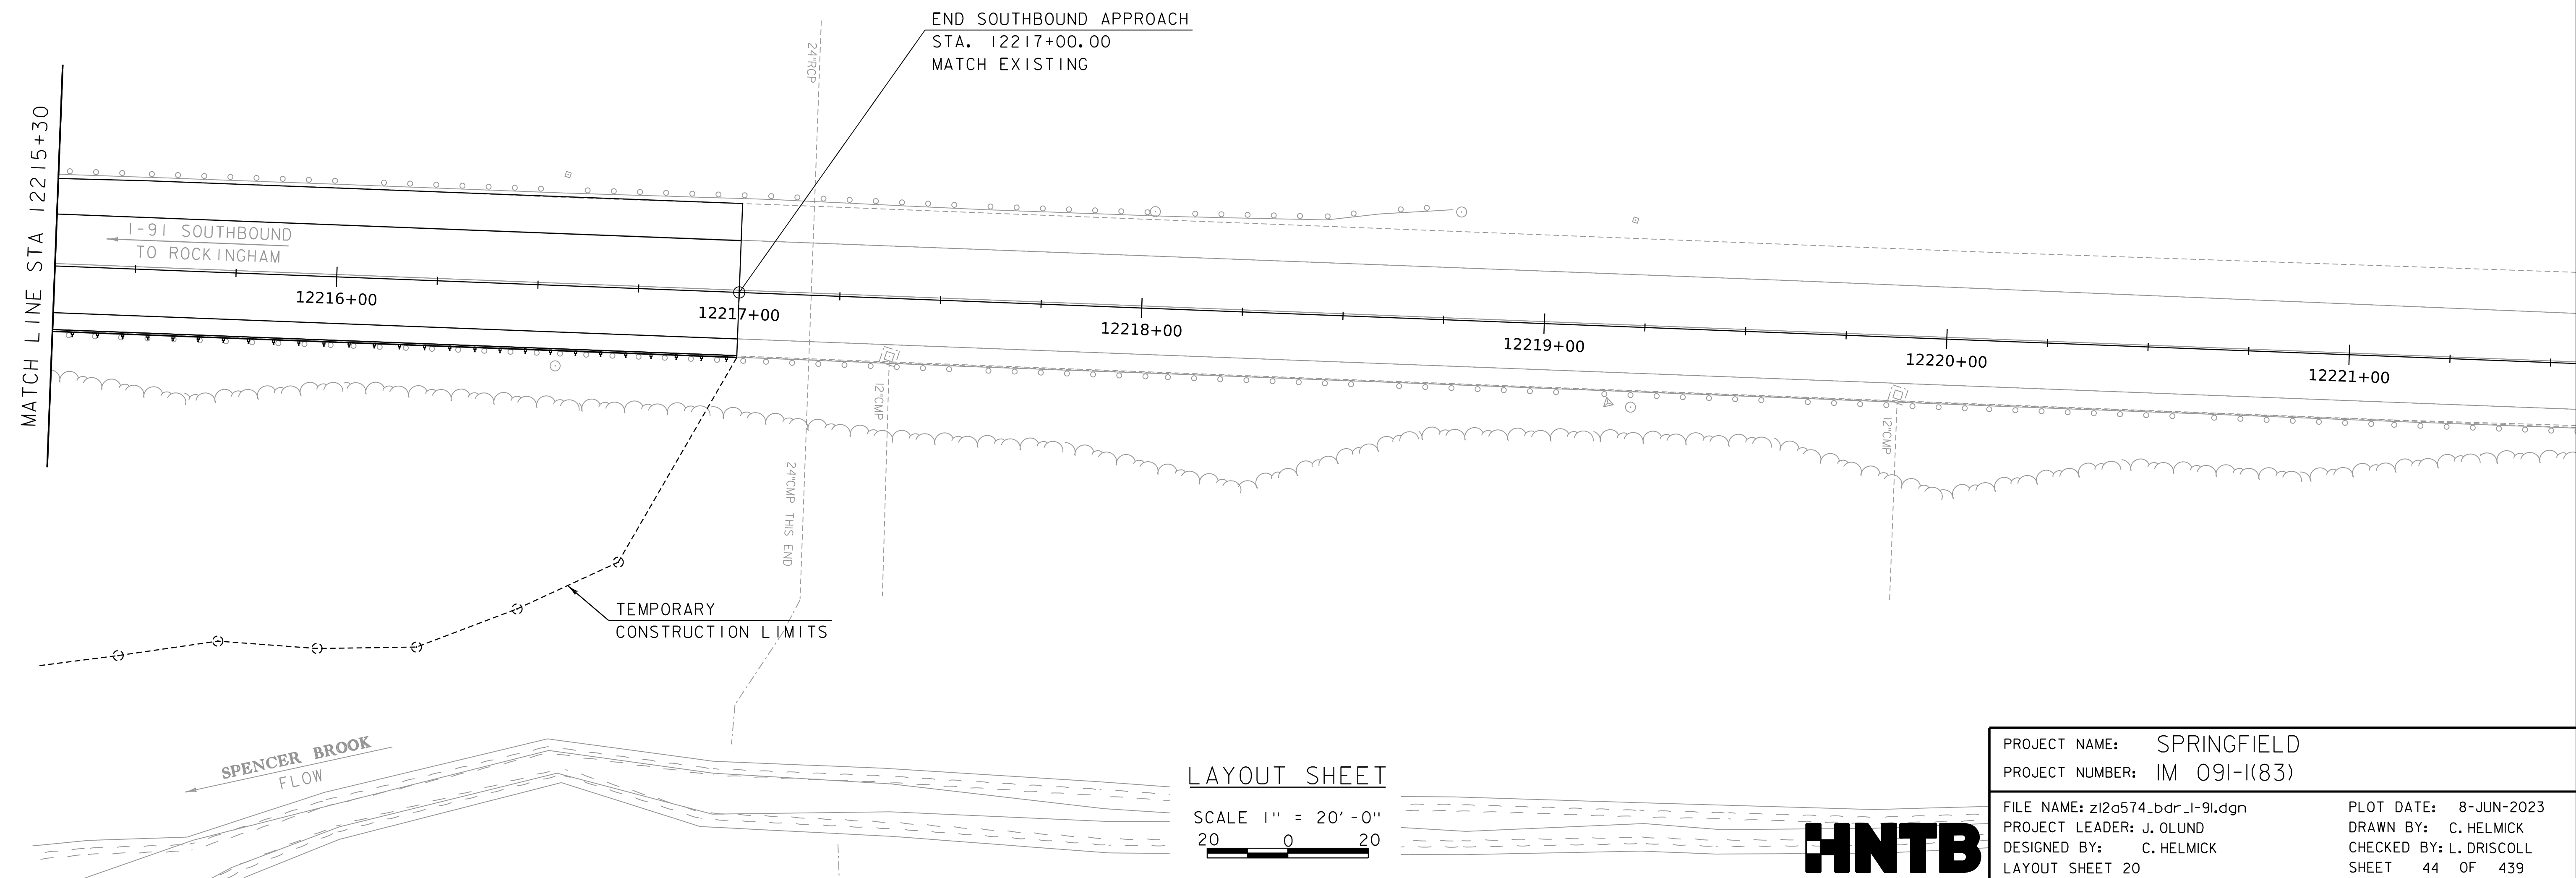 END SOUTHBOUND APPROACH
STA. 12217+00.00
MATCH EXISTING
24"RCP
MATCH LINE STA 12215+30
I-91 SOUTHBOUND
TO ROCKINGHAM
12216+00
12217+00
12218+00
12219+00
12220+00
12221+00
12"CMP
12"CMP
24"CMP THIS END
TEMPORARY
CONSTRUCTION LIMITS
SPENCER BROOK
FLOW
LAYOUT SHEET
SCALE 1" = 20'-0"
20 0 20
HNTB
PROJECT NAME: SPRINGFIELD
PROJECT NUMBER: IM 091-1(83)
FILE NAME: z12a574_bdr_I-91.dgn PLOT DATE: 8-JUN-2023
PROJECT LEADER: J. OLUND DRAWN BY: C. HELMICK
DESIGNED BY: C. HELMICK CHECKED BY: L. DRISCOLL
LAYOUT SHEET 20 SHEET 44 OF 439